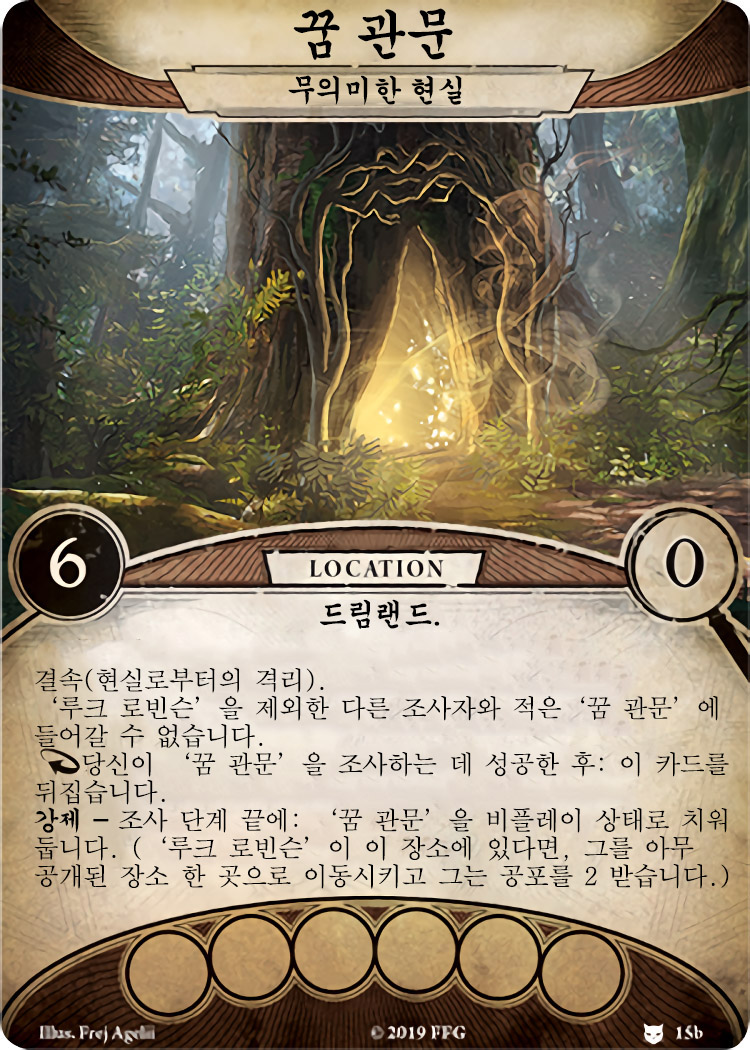 꿈 관문
무의미한 현실
6
LOCATION
0
드림랜드.
결속(현실로부터의 격리).
‘루크 로빈슨’을 제외한 다른 조사자와 적은 ‘꿈 관문’에
들어갈 수 없습니다.
당신이 ‘꿈 관문’을 조사하는 데 성공한 후: 이 카드를
뒤집습니다.
강제 – 조사 단계 끝에: ‘꿈 관문’을 비플레이 상태로 치워
둡니다. (‘루크 로빈슨’이 이 장소에 있다면, 그를 아무
공개된 장소 한 곳으로 이동시키고 그는 공포를 2 받습니다.)
Illus. Frej Agelii
© 2019 FFG
15b